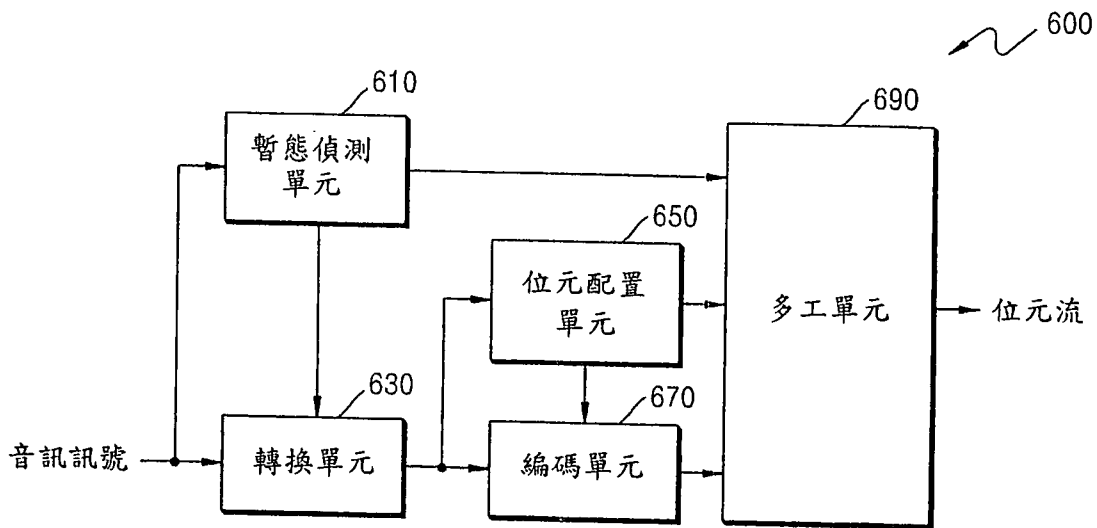 600
610
暫態偵測
單元
690
650
位元配置
單元
多工單元
位元流
630
670
音訊訊號
轉換單元
編碼單元